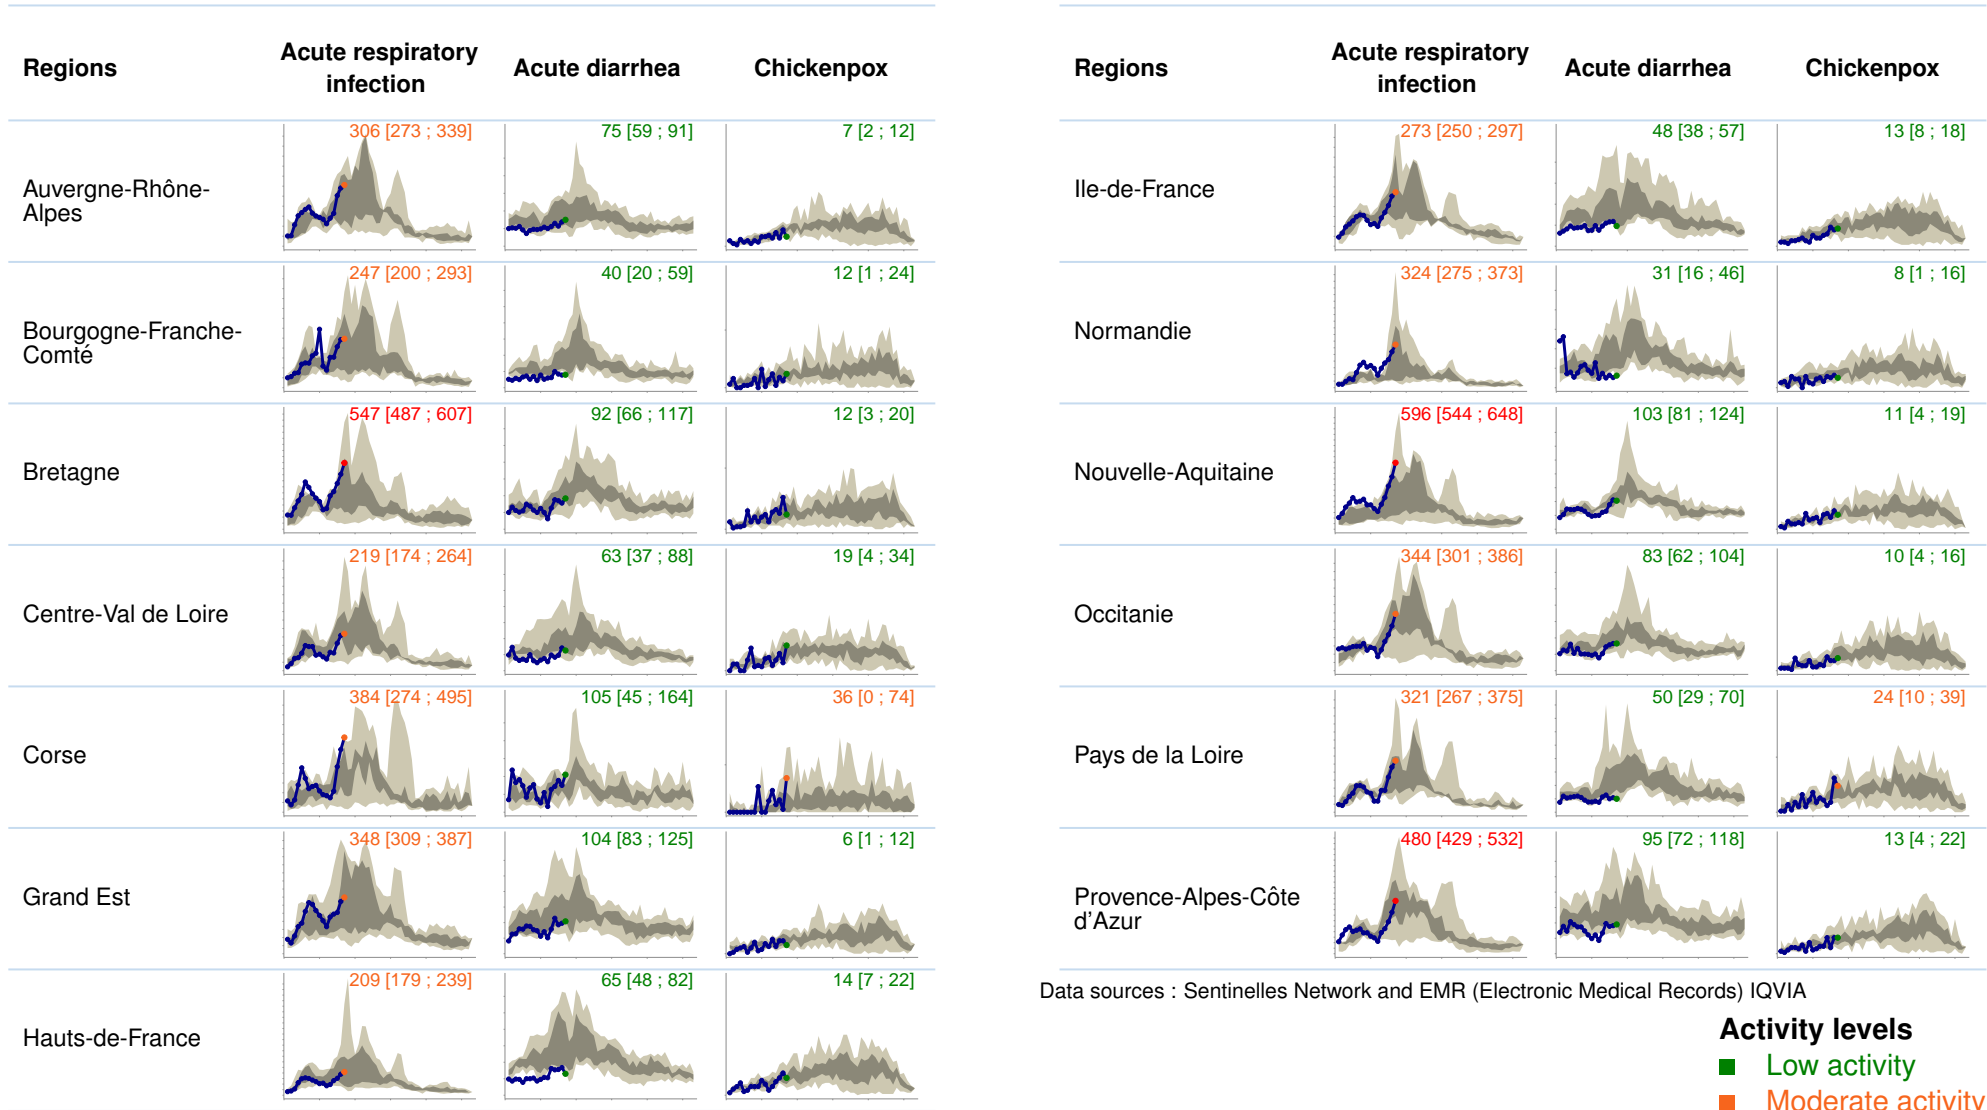 Regions
Acute respiratory
infection
Acute diarrhea
Chickenpox
Auvergne-Rhône-
Alpes
306 [273 ; 339]
75 [59 ; 91]
7 [2 ; 12]
Bourgogne-Franche-
Comté
247 [200 ; 293]
40 [20 ; 59]
12 [1 ; 24]
Bretagne
547 [487 ; 607]
92 [66 ; 117]
12 [3 ; 20]
Centre-Val de Loire
219 [174 ; 264]
63 [37 ; 88]
19 [4 ; 34]
Corse
384 [274 ; 495]
105 [45 ; 164]
36 [0 ; 74]
Grand Est
348 [309 ; 387]
104 [83 ; 125]
6 [1 ; 12]
Hauts-de-France
209 [179 ; 239]
65 [48 ; 82]
14 [7 ; 22]
Regions
Acute respiratory
infection
Acute diarrhea
Chickenpox
Ile-de-France
273 [250 ; 297]
48 [38 ; 57]
13 [8 ; 18]
Normandie
324 [275 ; 373]
31 [16 ; 46]
8 [1 ; 16]
Nouvelle-Aquitaine
596 [544 ; 648]
103 [81 ; 124]
11 [4 ; 19]
Occitanie
344 [301 ; 386]
83 [62 ; 104]
10 [4 ; 16]
Pays de la Loire
321 [267 ; 375]
50 [29 ; 70]
24 [10 ; 39]
Provence-Alpes-Côte
d'Azur
480 [429 ; 532]
95 [72 ; 118]
13 [4 ; 22]
Data sources : Sentinelles Network and EMR (Electronic Medical Records) IQVIA
Activity levels
Low activity
Moderate activity